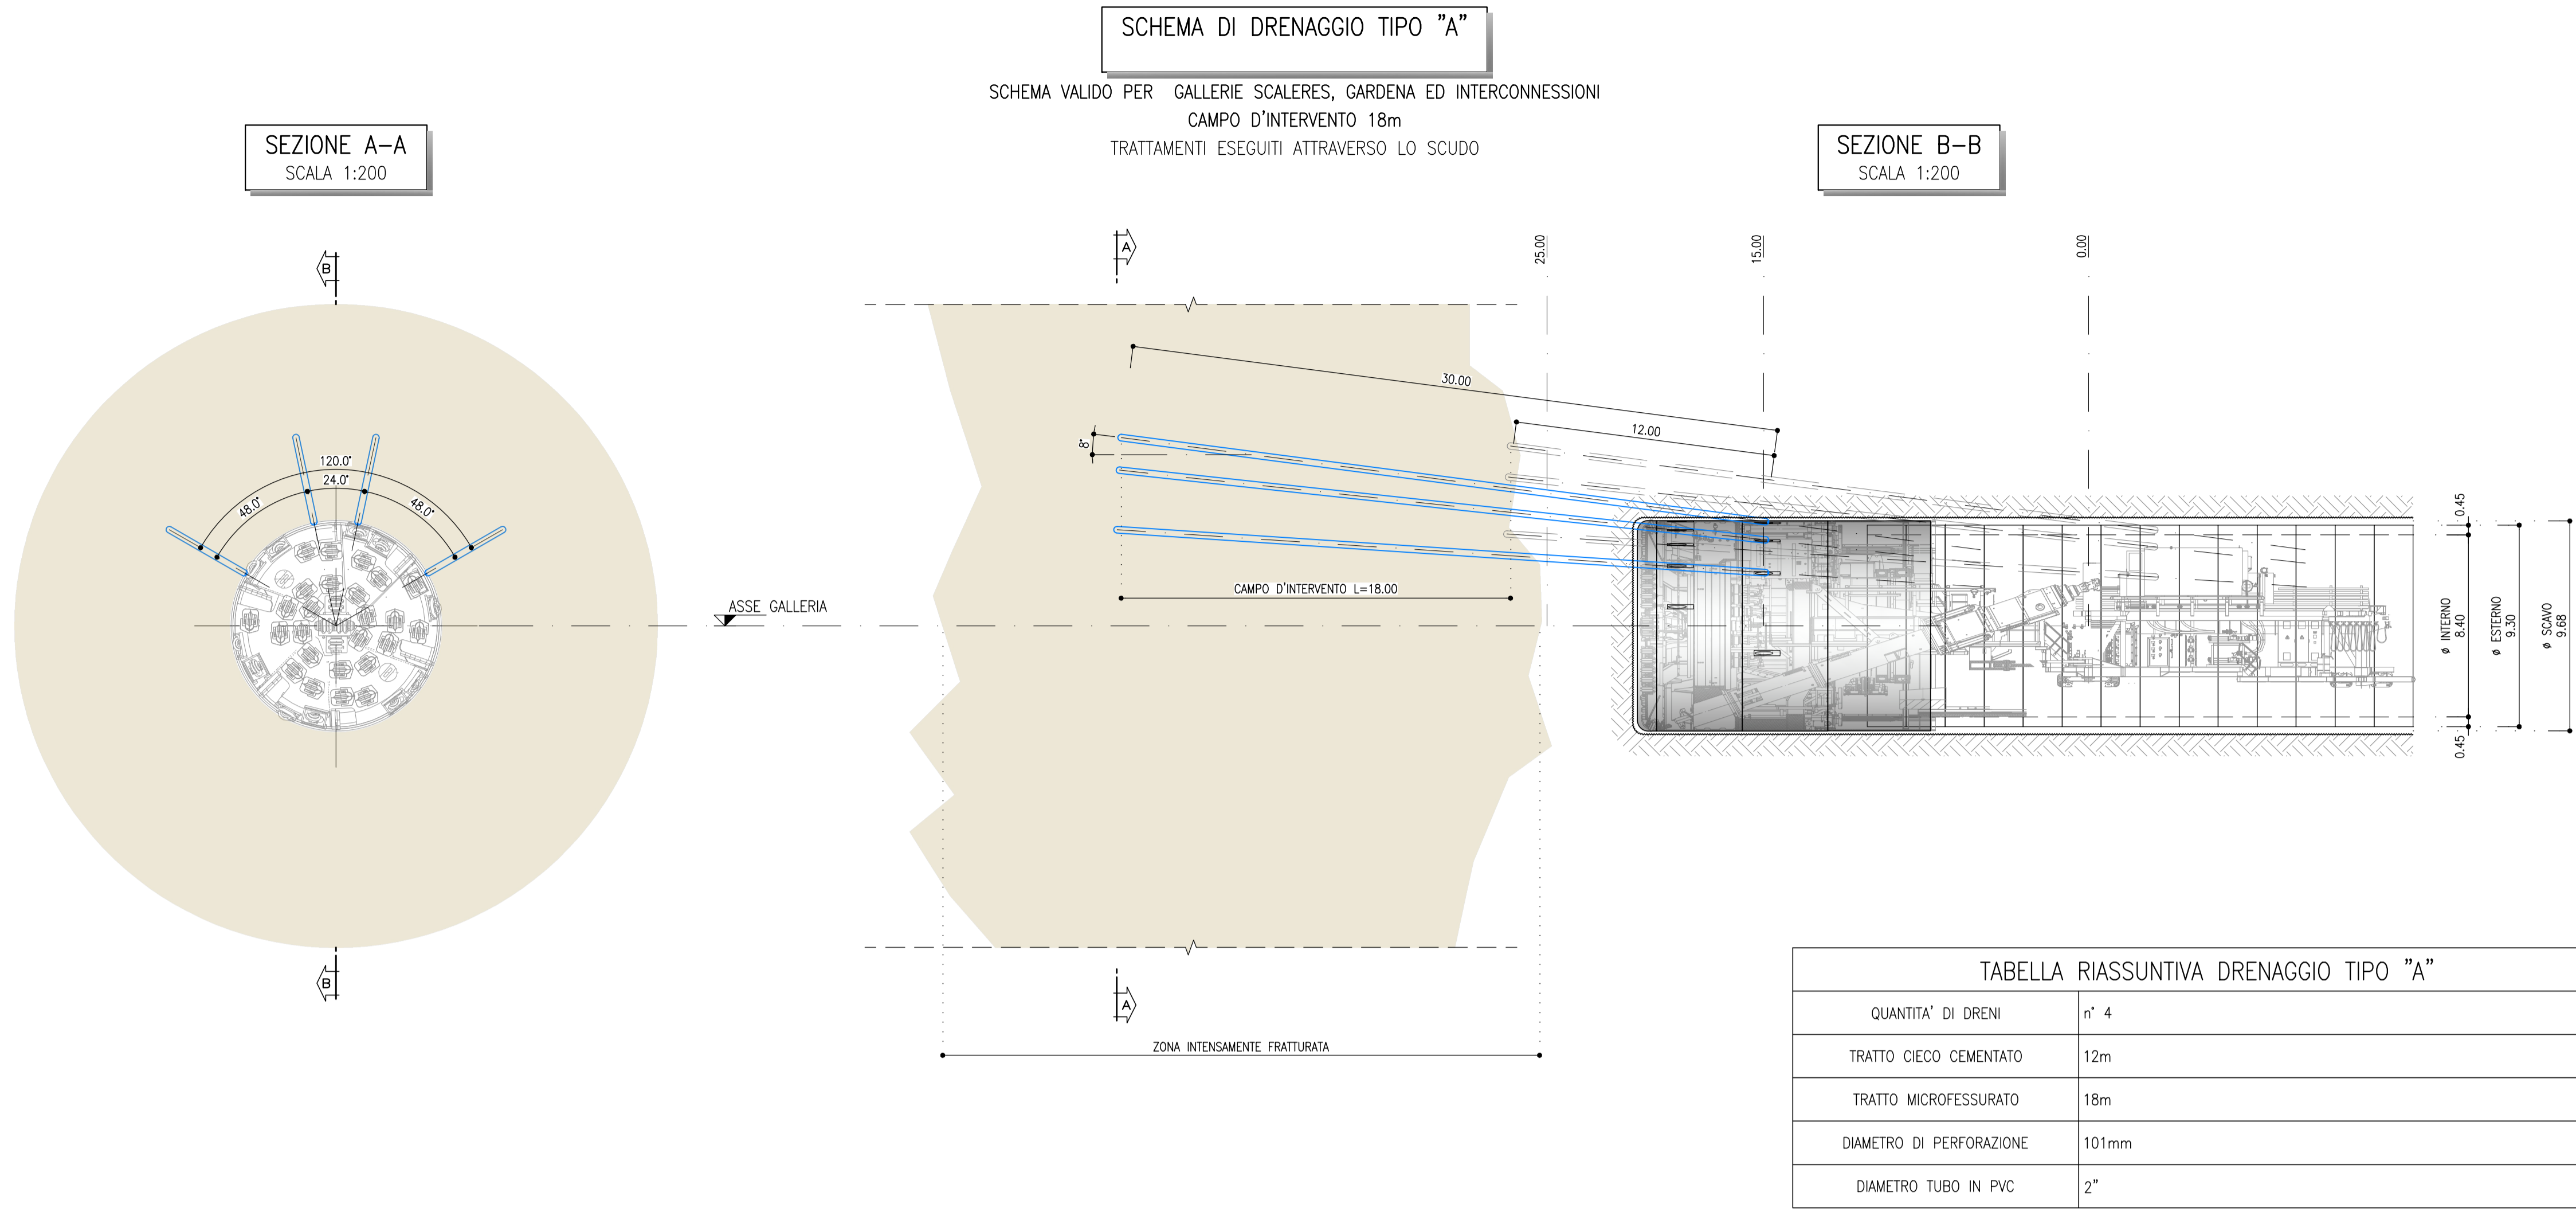 SCHEMA DI DRENAGGIO TIPO "A"
SCHEMA VALIDO PER GALLERIE SCALERES, GARDENA ED INTERCONNESSIONI
CAMPO D'INTERVENTO 18m
TRATTAMENTI ESEGUITI ATTRAVERSO LO SCUDO
SEZIONE A-A
SCALA 1:200
SEZIONE B-B
SCALA 1:200
B
120.0°
24.0°
48.0°
48.0°
B
A
25.00
15.00
0.00
30.00
12.00
8°
CAMPO D'INTERVENTO L=18.00
ASSE GALLERIA
0.45
Ø INTERNO
8.40
Ø ESTERNO
9.30
Ø SCAVO
9.68
0.45
A
ZONA INTENSAMENTE FRATTURATA
TABELLA RIASSUNTIVA DRENAGGIO TIPO "A"
QUANTITA' DI DRENI n° 4
TRATTO CIECO CEMENTATO 12m
TRATTO MICROFESSURATO 18m
DIAMETRO DI PERFORAZIONE 101mm
DIAMETRO TUBO IN PVC 2"